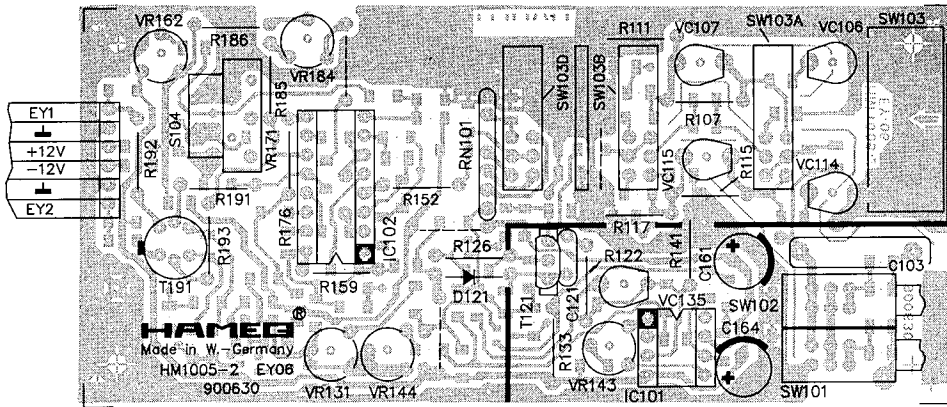 VR162
R186
VR184
R111
VC107
SW103A
VC106
SW103
SW103D
SW103B
S104
R185
VR171
R192
EY1
+12V
-12V
EY2
RN101
R107
VC115
R115
VC114
R191
R176
R152
IC102
R193
T191
R159
R126
D121
R117
T121
C121
R122
R141
C161
C103
VC135
SW102
C164
HAMEG®
Made in W.-Germany
HM1005-2 EY06
900630
VR131
VR144
R133
VR143
IC101
SW101